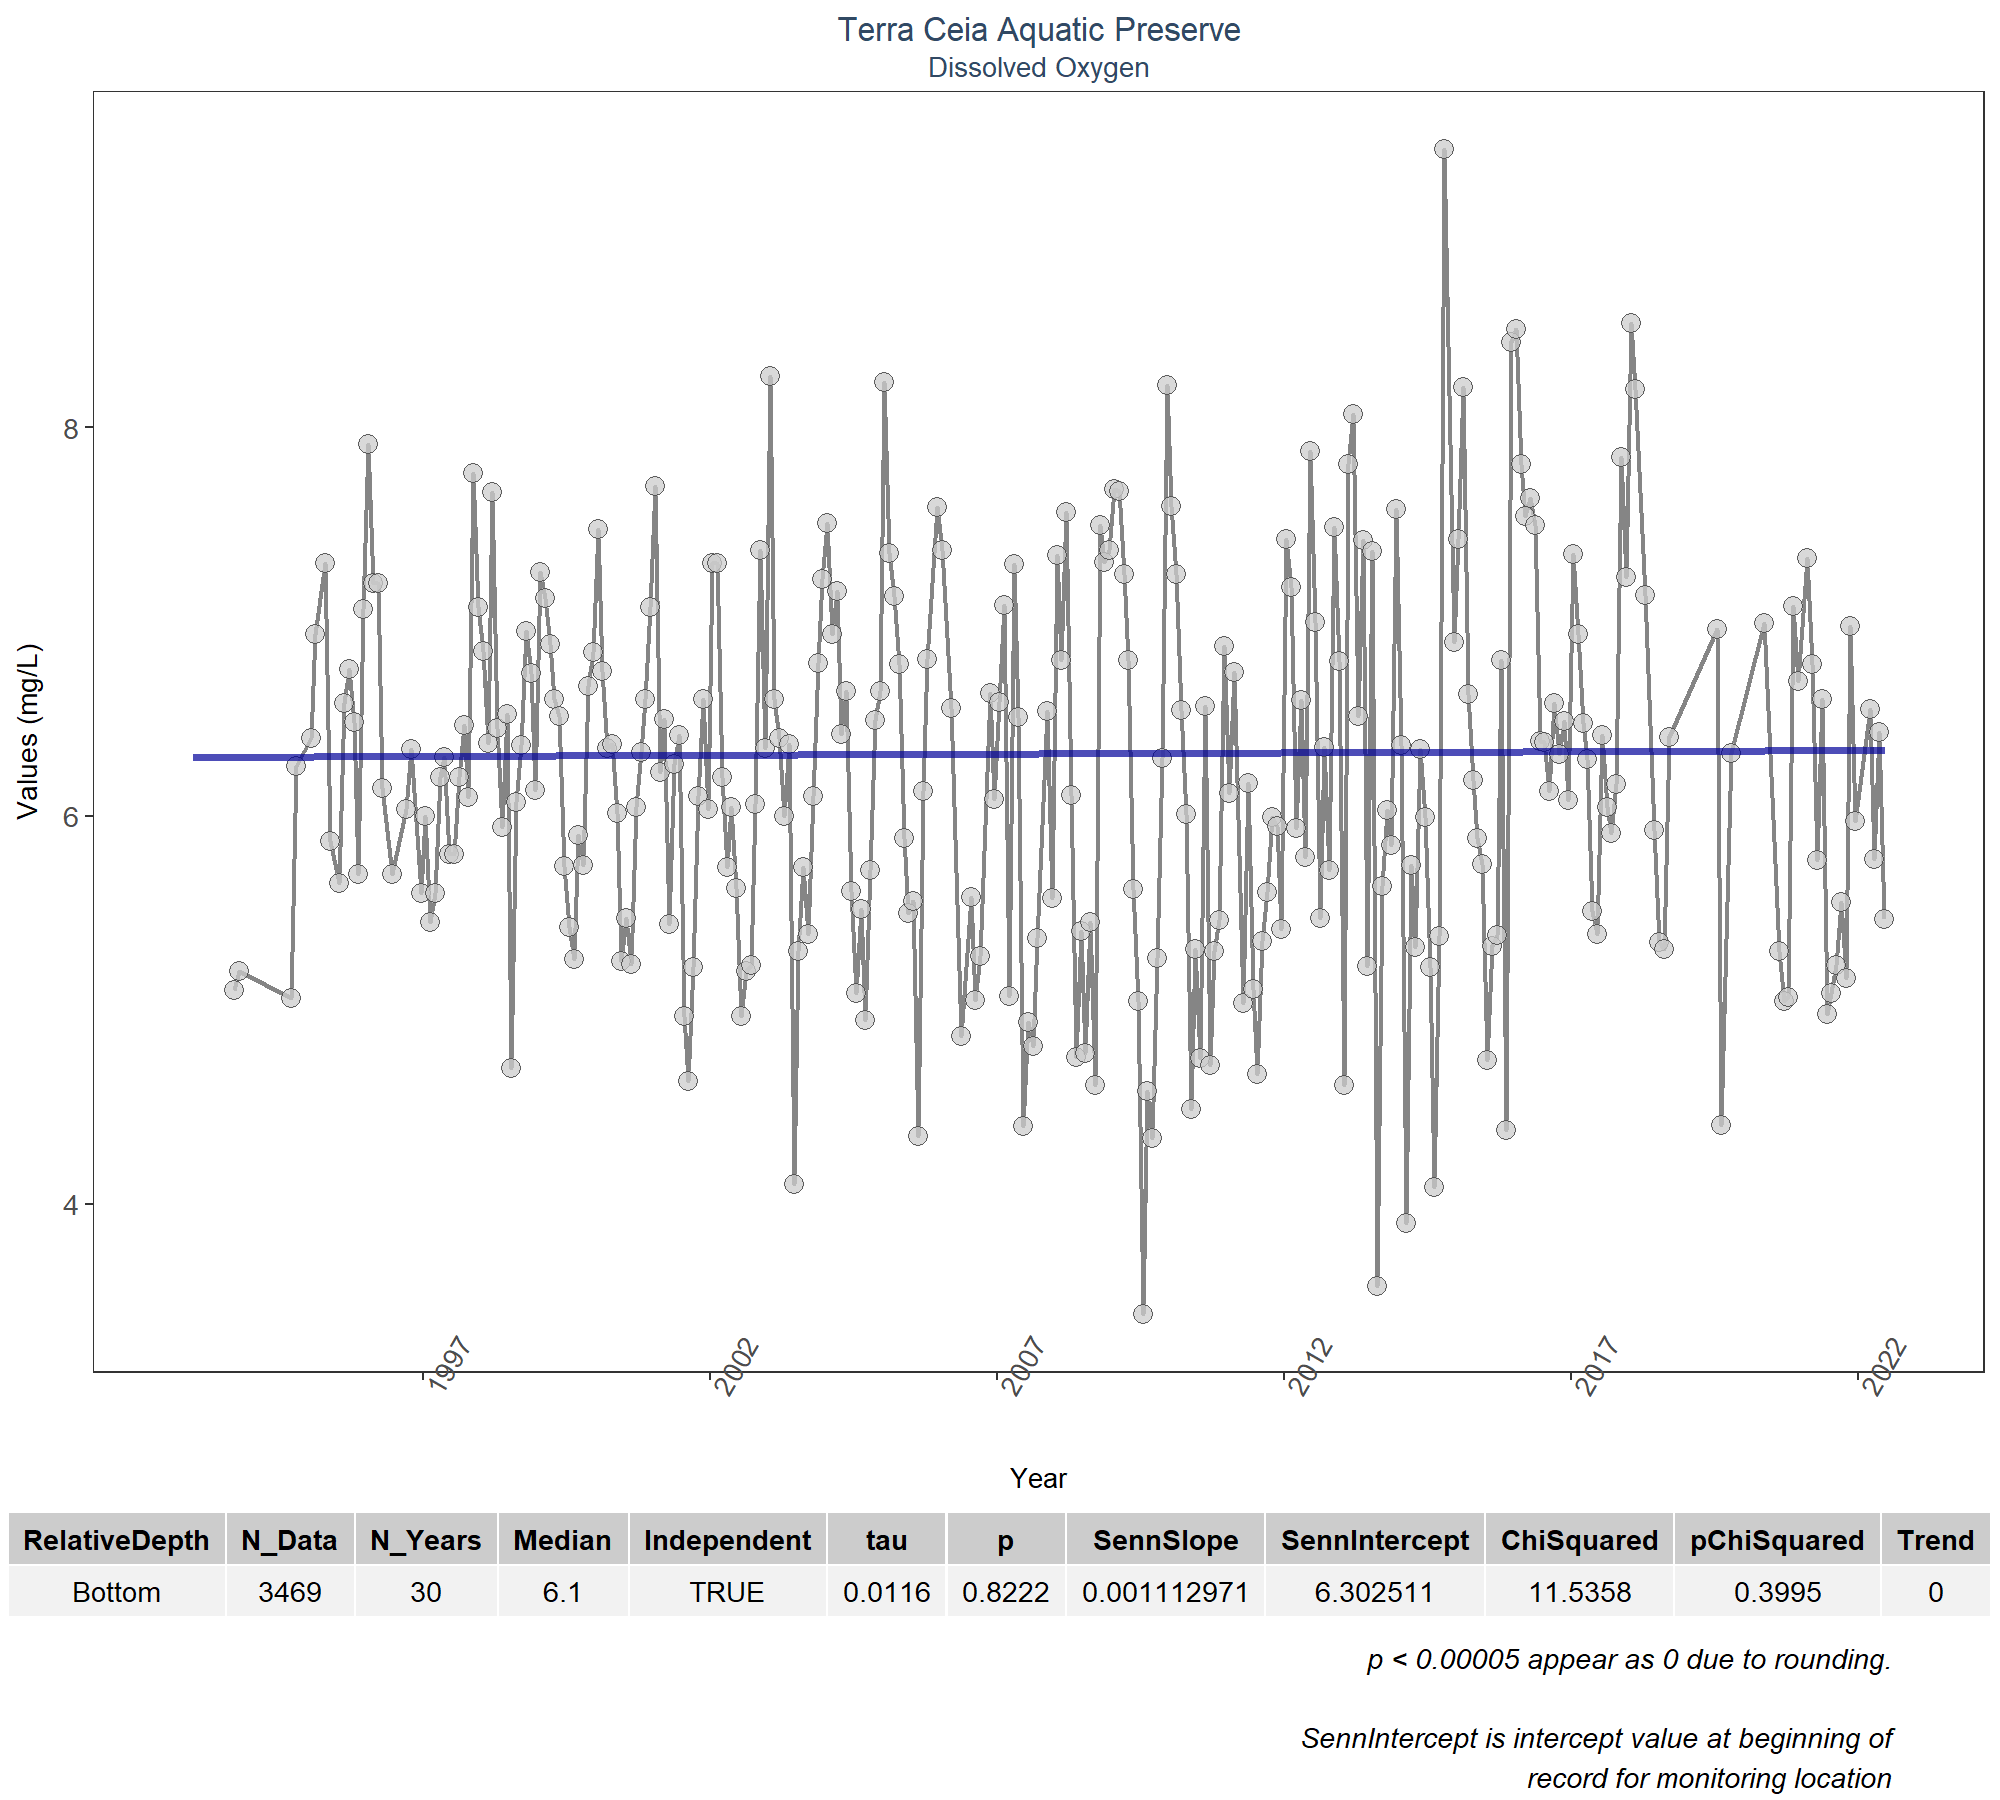 Terra Ceia Aquatic Preserve
Dissolved Oxygen
Values (mg/L)
8
6
4
1997 2002 2007 2012 2017 2022
Year
RelativeDepth N_Data N_Years Median Independent tau p SennSlope SennIntercept ChiSquared pChiSquared Trend
Bottom 3469 30 6.1 TRUE 0.0116 0.8222 0.001112971 6.302511 11.5358 0.3995 0
p < 0.00005 appear as 0 due to rounding.
SennIntercept is intercept value at beginning of
record for monitoring location